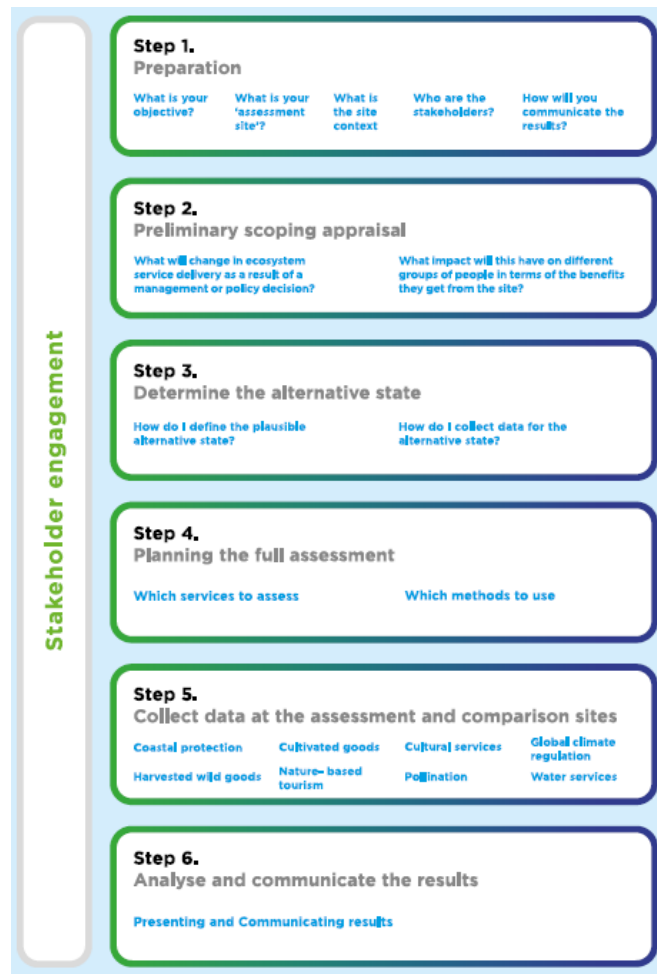 Stakeholder engagement
Step 1.
Preparation
What is your
objective?
What is your
'assessment
site'?
What is
the site
context
Who are the
stakeholders?
How will you
communicate the
results?
Step 2.
Preliminary scoping appraisal
What will change in ecosystem
service delivery as a result of a
management or policy decision?
What impact will this have on different
groups of people in terms of the benefits
they get from the site?
Step 3.
Determine the alternative state
How do I define the plausible
alternative state?
How do I collect data for the
alternative state?
Step 4.
Planning the full assessment
Which services to assess
Which methods to use
Step 5.
Collect data at the assessment and comparison sites
Coastal protection
Cultivated goods
Cultural services
Global climate
regulation
Harvested wild goods
Nature- based
tourism
Pollination
Water services
Step 6.
Analyse and communicate the results
Presenting and Communicating results